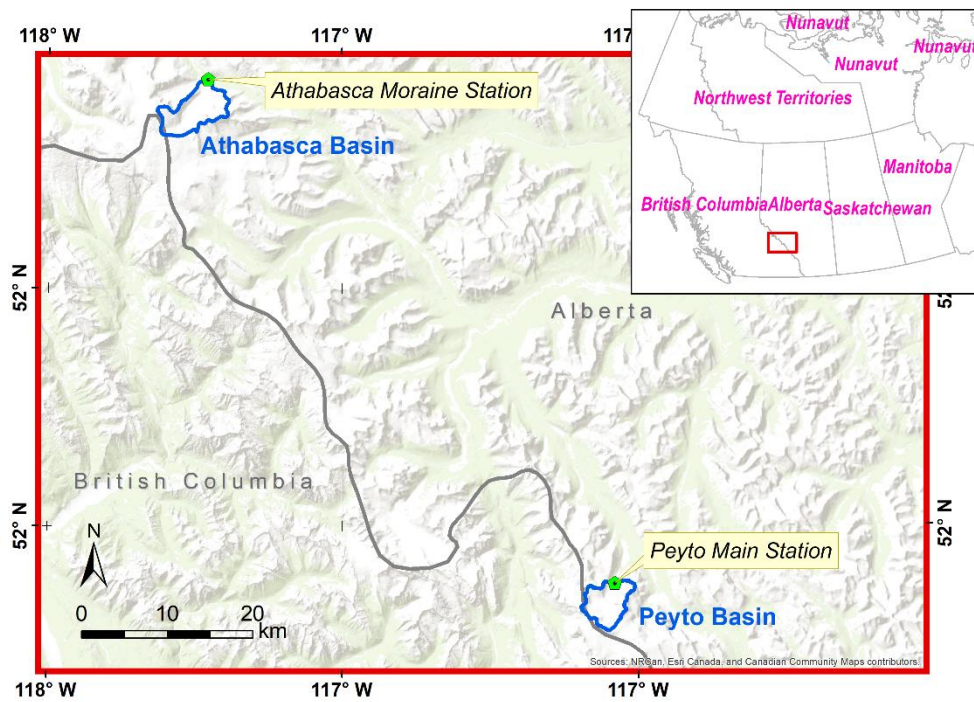 118° W
117° W
117°
Nunavut
Nunavut
Nunavut
Northwest Territories
Manitoba
British Columbia
Alberta
Saskatchewan
Athabasca Moraine Station
Athabasca Basin
52° N
52° N
Alberta
British Columbia
52° N
52° N
N
Peyto Main Station
0 10 20
km
Peyto Basin
Sources: NRCan, Esri Canada, and Canadian Community Maps contributors.
118° W
117° W
117° W